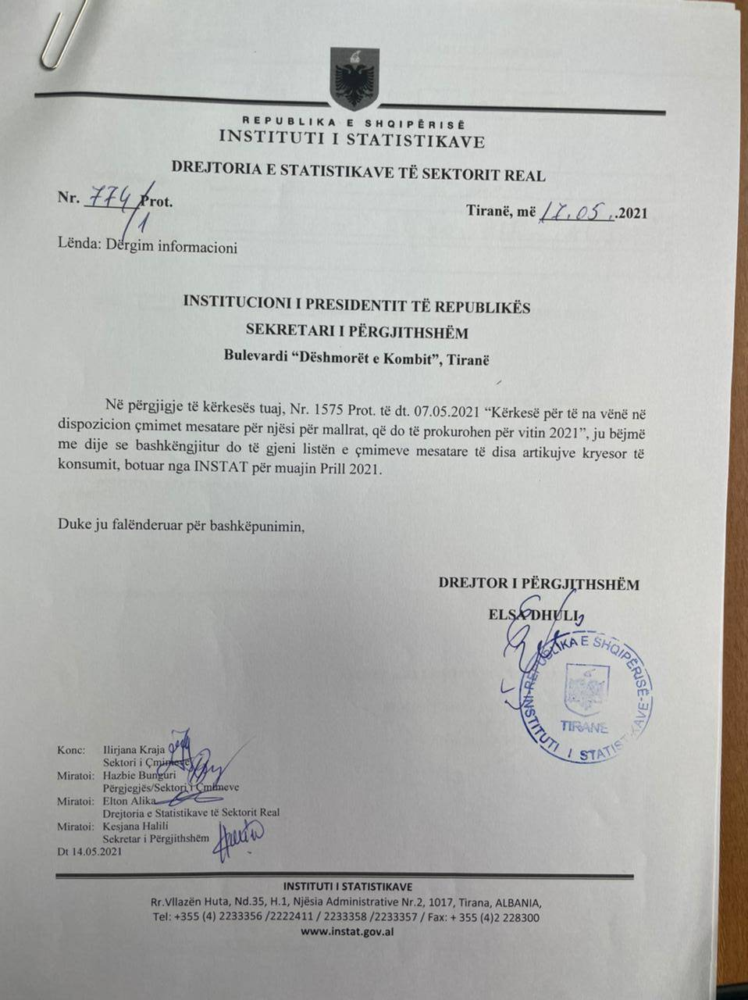 REPUBLIKA E SHQIPËRISË
INSTITUTI I STATISTIKAVE
DREJTORIA E STATISTIKAVE TË SEKTORIT REAL
Nr. 774/1 Prot.
Tiranë, më 17.05..2021
Lënda: Dërgim informacioni
INSTITUCIONI I PRESIDENTIT TË REPUBLIKËS
SEKRETARI I PËRGJITHSHËM
Bulevardi “Dëshmorët e Kombit”, Tiranë
Në përgjigje të kërkesës tuaj, Nr. 1575 Prot. të dt. 07.05.2021 “Kërkesë për të na vënë në
dispozicion çmimet mesatare për njësi për mallrat, që do të prokurohen për vitin 2021”, ju bëjmë
me dije se bashkëngjitur do të gjeni listën e çmimeve mesatare të disa artikujve kryesor të
konsumit, botuar nga INSTAT për muajin Prill 2021.
Duke ju falënderuar për bashkëpunimin,
DREJTOR I PËRGJITHSHËM
ELSA DHULI
REPUBLIKA E SHQIPËRISË
INSTITUTI I STATISTIKAVE
TIRANË
Konc: Ilirjana Kraja
Sektori i Çmimeve
Miratoi: Hazbie Bunguri
Përgjegjës/Sektori i Çmimeve
Miratoi: Elton Alika
Drejtoria e Statistikave të Sektorit Real
Miratoi: Kesjana Halili
Sekretar i Përgjithshëm
Dt 14.05.2021
INSTITUTI I STATISTIKAVE
Rr.Vllazën Huta, Nd.35, H.1, Njësia Administrative Nr.2, 1017, Tirana, ALBANIA,
Tel: +355 (4) 2233356 /2222411 / 2233358 /2233357 / Fax: + 355 (4)2 228300
www.instat.gov.al